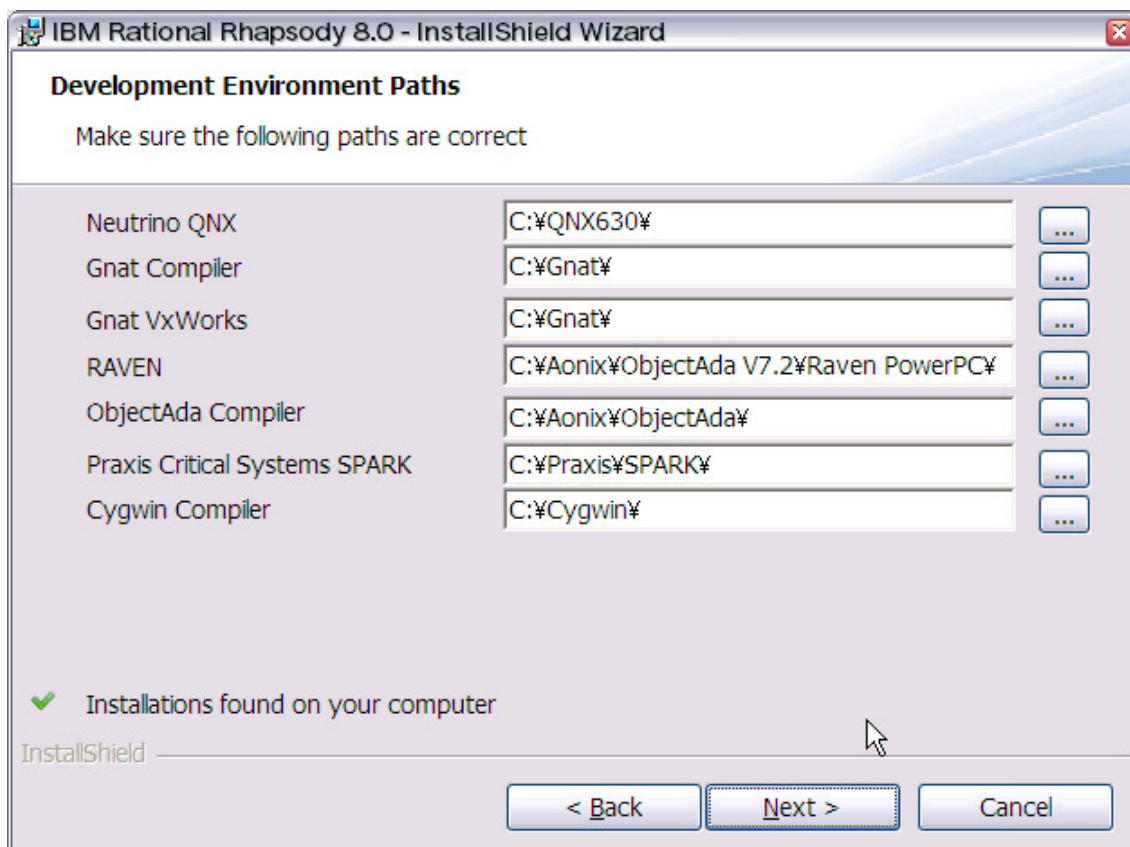 IBM Rational Rhapsody 8.0 - InstallShield Wizard
Development Environment Paths
Make sure the following paths are correct
Neutrino QNX C:¥QNX630¥ ...
Gnat Compiler C:¥Gnat¥ ...
Gnat VxWorks C:¥Gnat¥ ...
RAVEN C:¥Aonix¥ObjectAda V7.2¥Raven PowerPC¥ ...
ObjectAda Compiler C:¥Aonix¥ObjectAda¥ ...
Praxis Critical Systems SPARK C:¥Praxis¥SPARK¥ ...
Cygwin Compiler C:¥Cygwin¥ ...
Installations found on your computer
InstallShield
< Back Next > Cancel